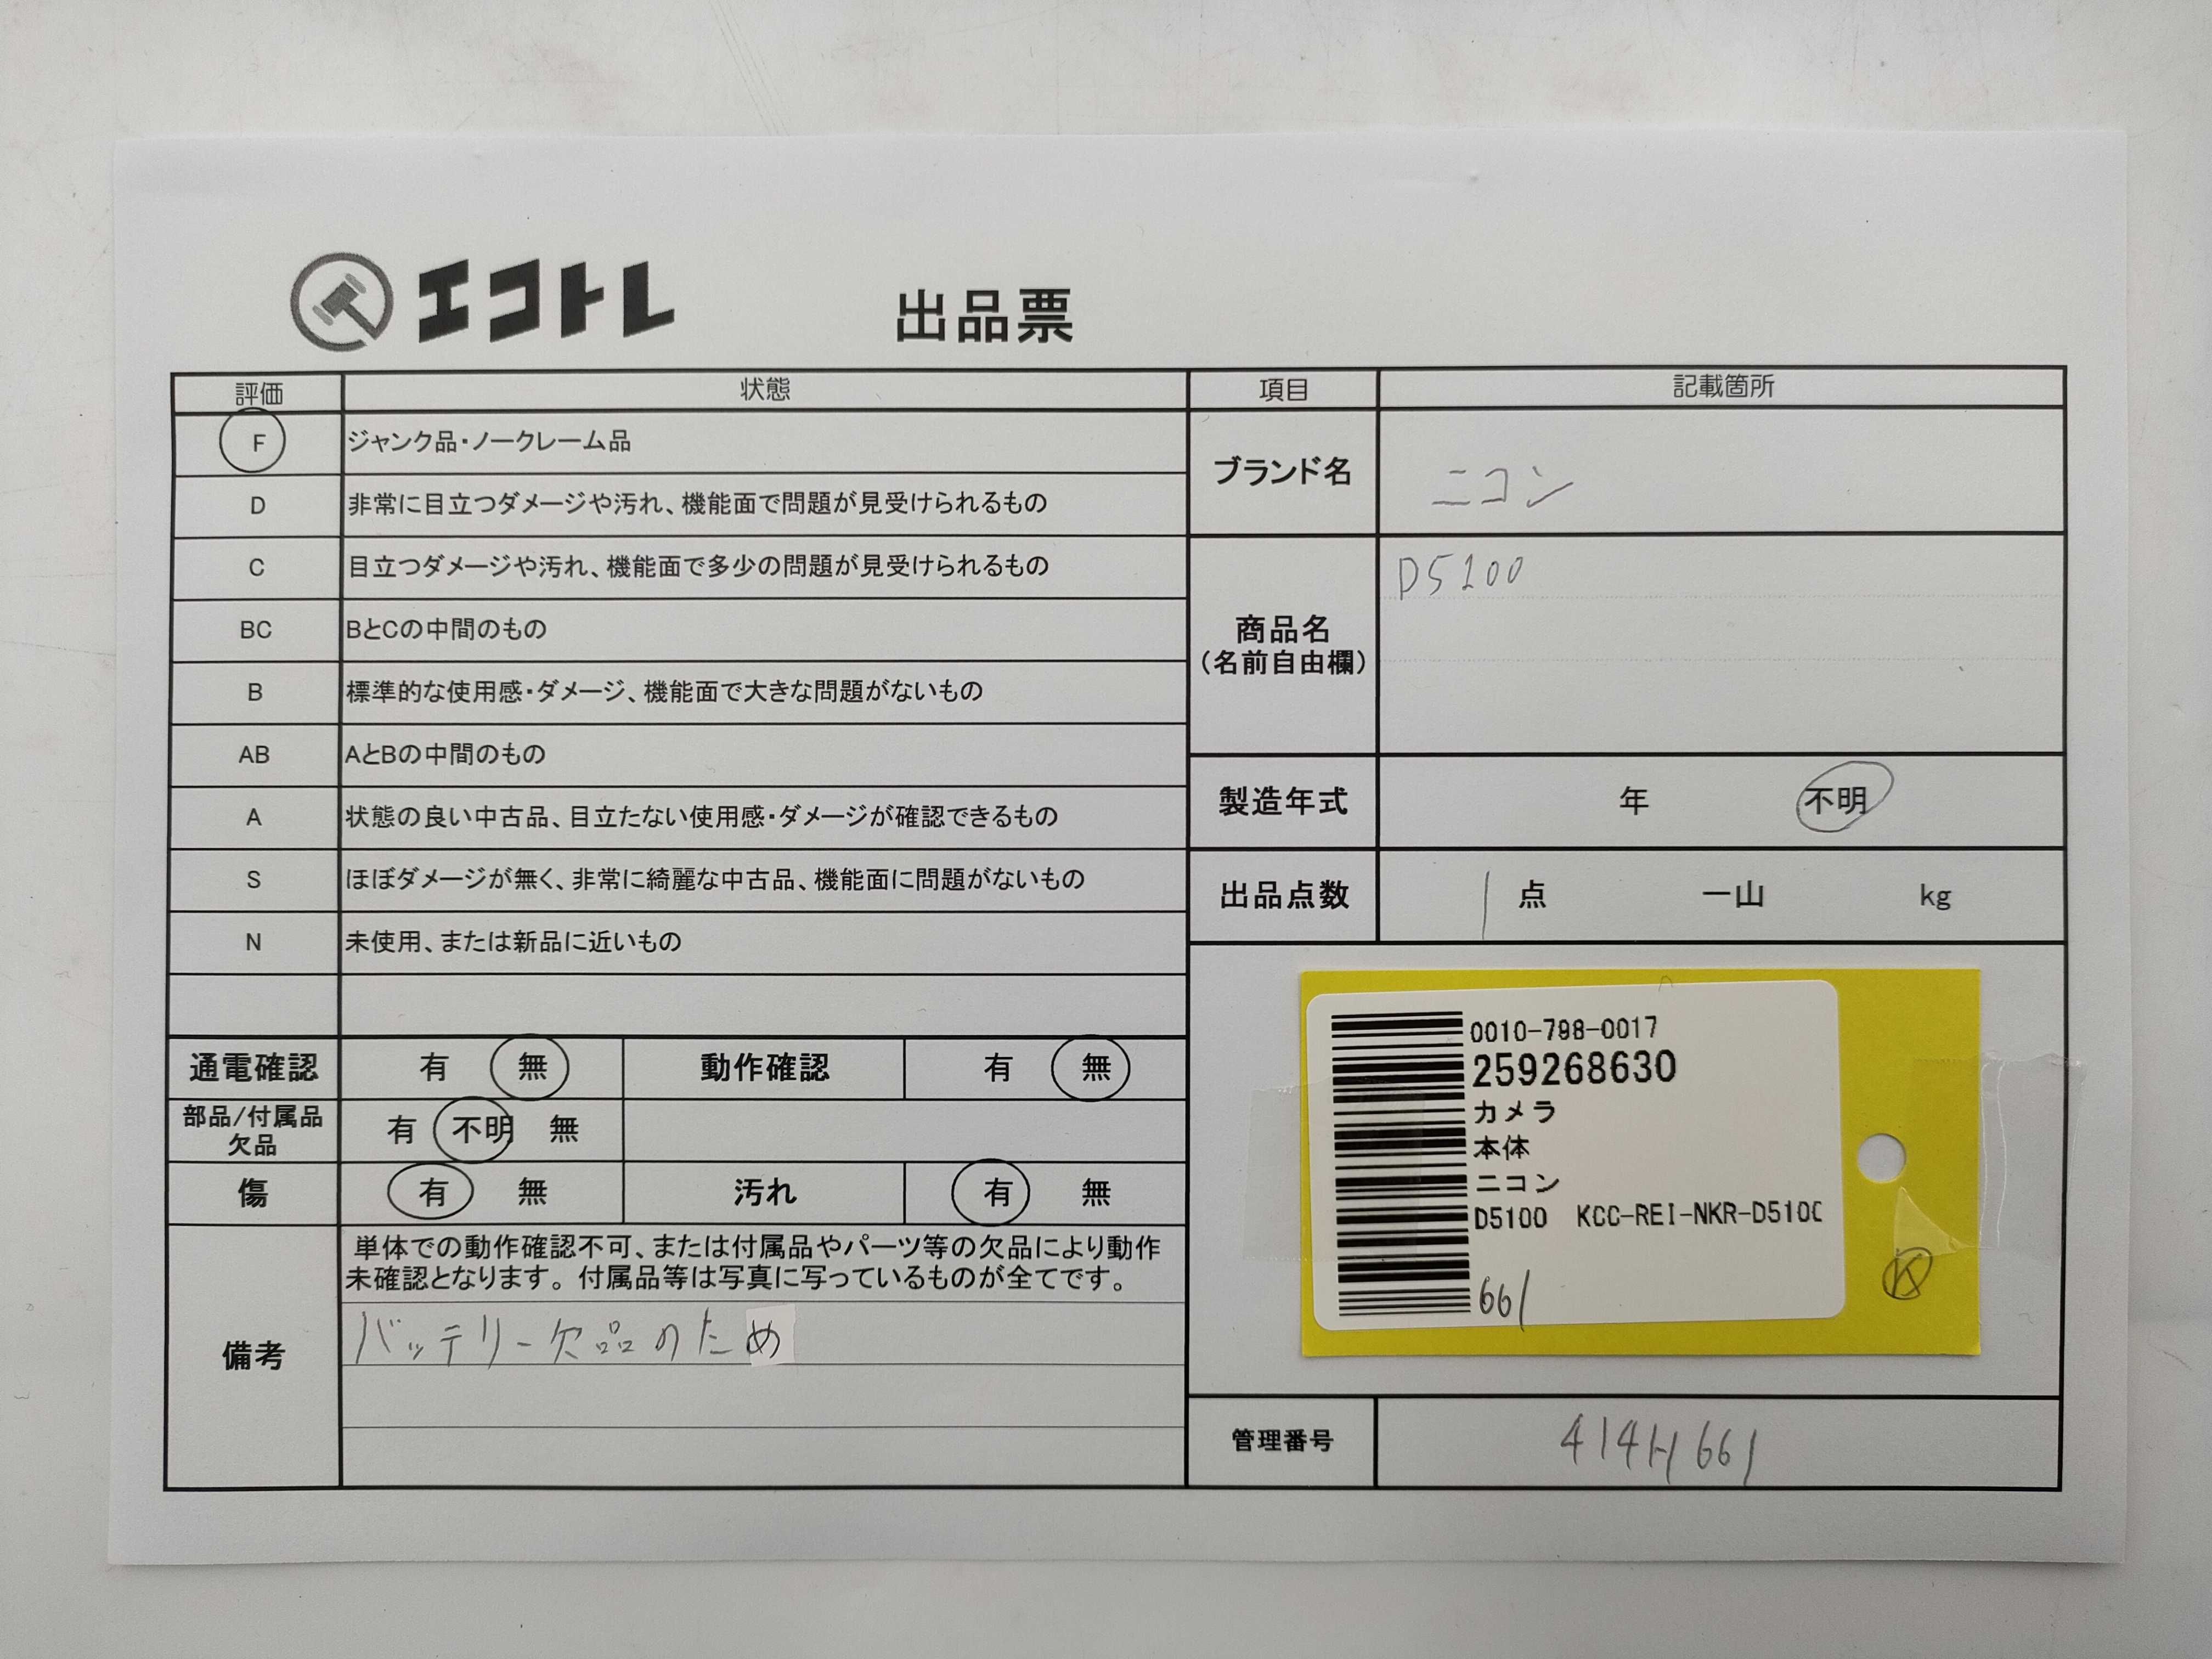 エコトレ 出品票
評価 状態
F ジャンク品・ノークレーム品
D 非常に目立つダメージや汚れ、機能面で問題が見受けられるもの
C 目立つダメージや汚れ、機能面で多少の問題が見受けられるもの
BC BとCの中間のもの
B 標準的な使用感・ダメージ、機能面で大きな問題がないもの
AB AとBの中間のもの
A 状態の良い中古品、目立たない使用感・ダメージが確認できるもの
S ほぼダメージが無く、非常に綺麗な中古品、機能面に問題がないもの
N 未使用、または新品に近いもの
通電確認 有 無 動作確認 有 無
部品/付属品
欠品 有 不明 無
傷 有 無 汚れ 有 無
備考
単体での動作確認不可、または付属品やパーツ等の欠品により動作
未確認となります。付属品等は写真に写っているものが全てです。
バッテリー欠品のため
項目 記載箇所
ブランド名 ニコン
商品名
（名前自由欄）
D5100
製造年式 年 不明
出品点数 1 点 一山 kg
0010-798-0017
259268630
カメラ
本体
ニコン
D5100 KCC-REI-NKR-D510C
661
K
管理番号 414H661